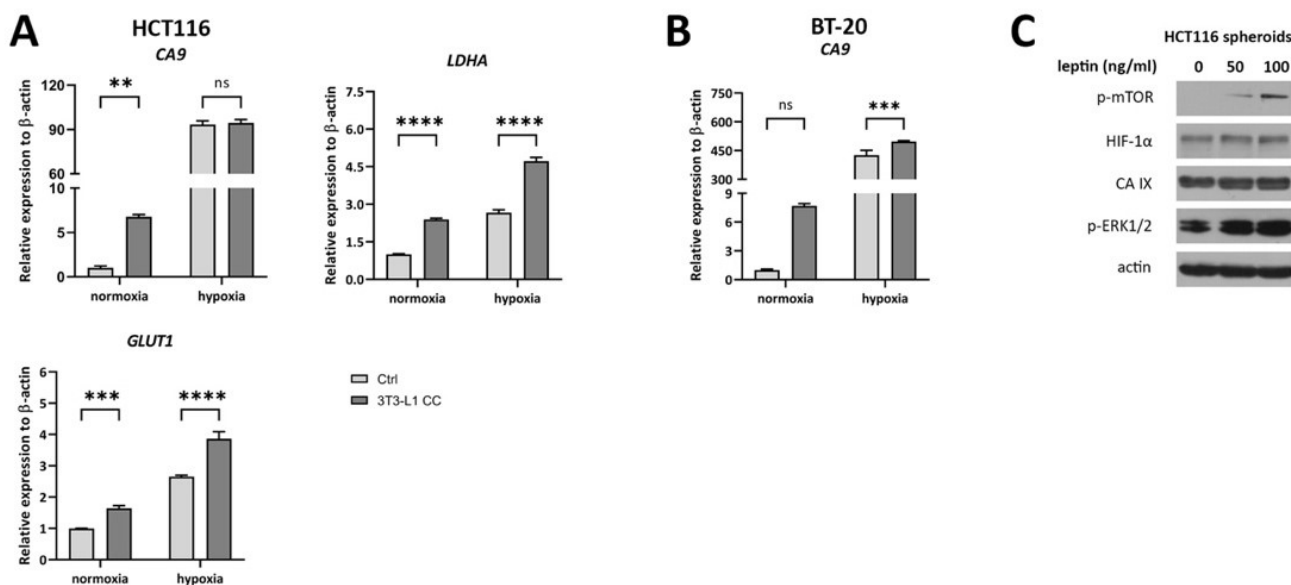 A
HCT116
CA9
Relative expression to β-actin
120
90
60
10
5
0
**
ns
normoxia
hypoxia
LDHA
Relative expression to β-actin
7.5
6.0
4.5
3.0
1.5
0.0
****
****
normoxia
hypoxia
GLUT1
Relative expression to β-actin
6
5
4
3
2
1
0
***
****
normoxia
hypoxia
Ctrl
3T3-L1 CC
B
BT-20
CA9
Relative expression to β-actin
750
600
450
300
9
6
3
0
ns
***
normoxia
hypoxia
C
HCT116 spheroids
leptin (ng/ml) 0 50 100
p-mTOR
HIF-1α
CA IX
p-ERK1/2
actin